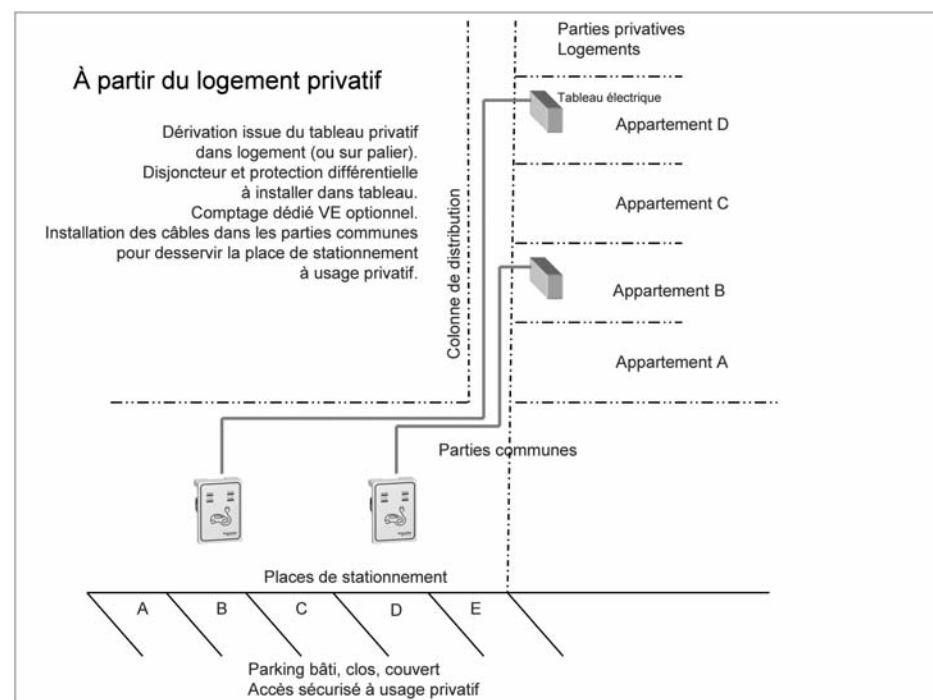 Parties privatives
Logements
À partir du logement privatif
Tableau électrique
Appartement D
Dérivation issue du tableau privatif
dans logement (ou sur palier).
Disjoncteur et protection différentielle
à installer dans tableau.
Comptage dédié VE optionnel.
Installation des câbles dans les parties communes
pour desservir la place de stationnement
à usage privatif.
Colonne de distribution
Appartement C
Appartement B
Appartement A
Parties communes
Places de stationnement
A B C D E
Parking bâti, clos, couvert
Accès sécurisé à usage privatif